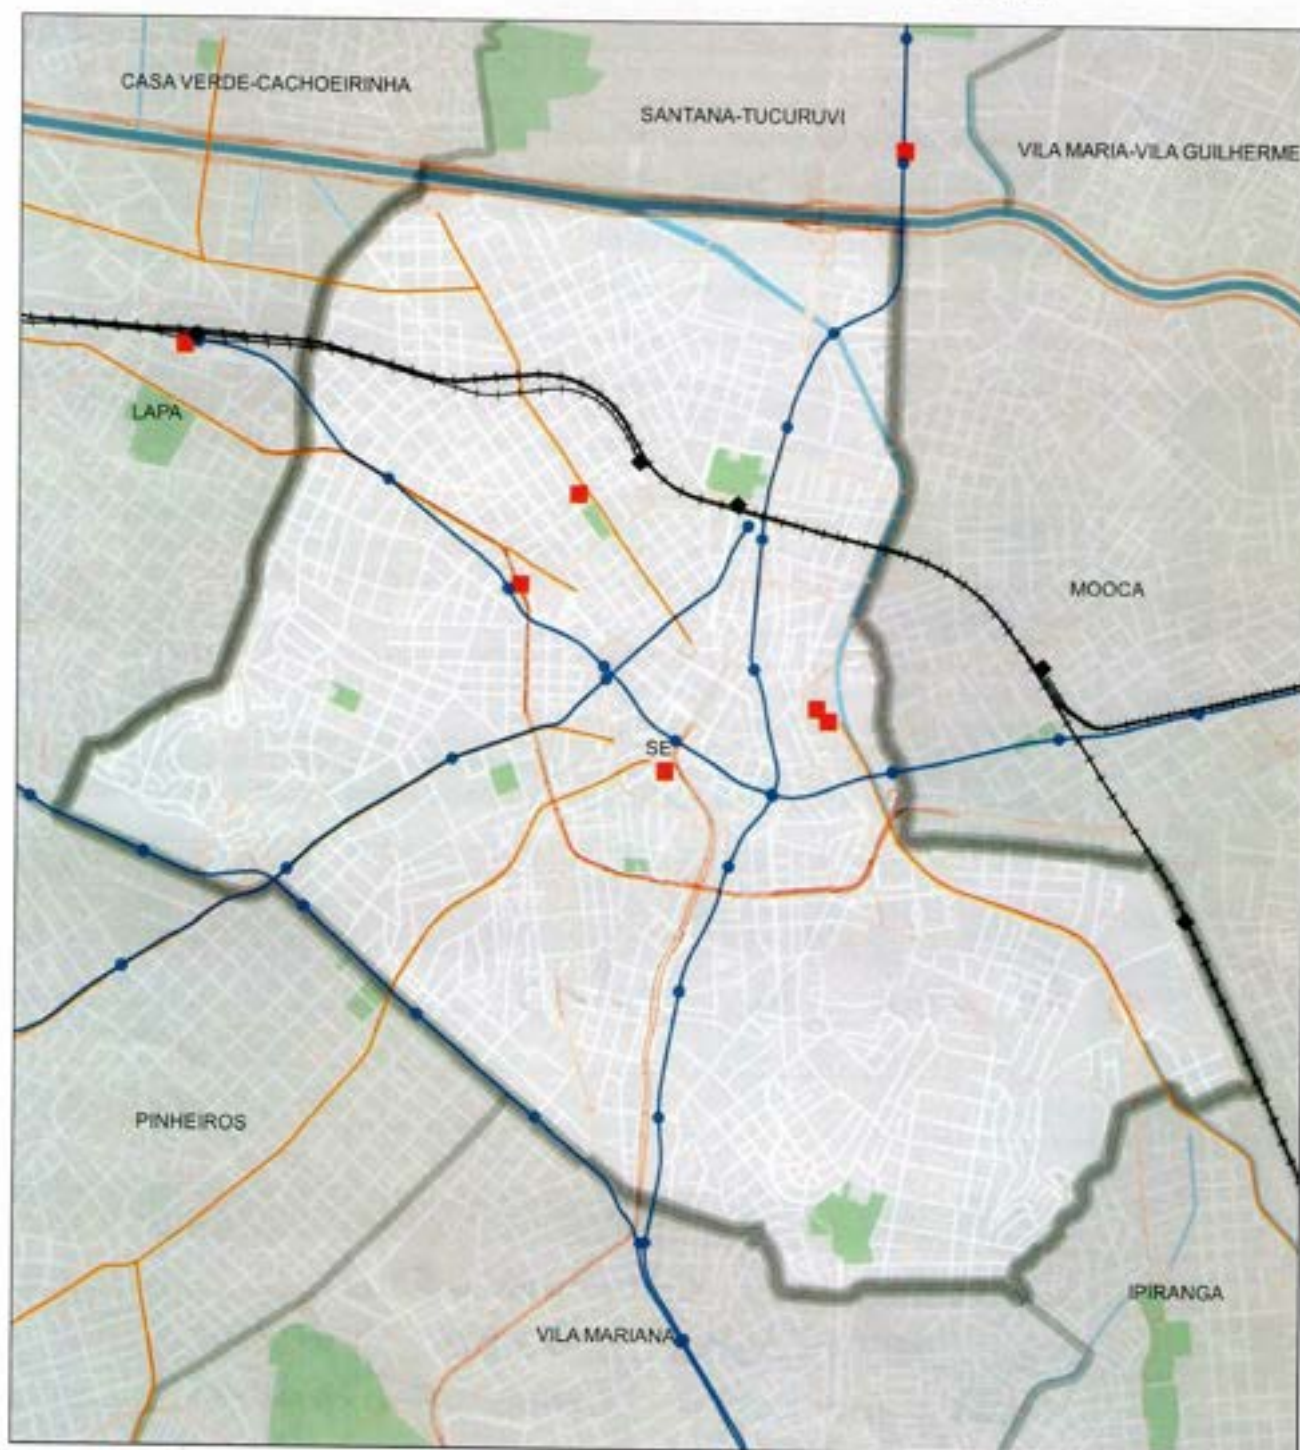 CASA VERDE-CACHOEIRINHA
SANTANA-TUCURUVI
VILA MARIA-VILA GUILHERME
LAPA
MOOCA
SE
PINHEIROS
IPIRANGA
VILA MARIANA